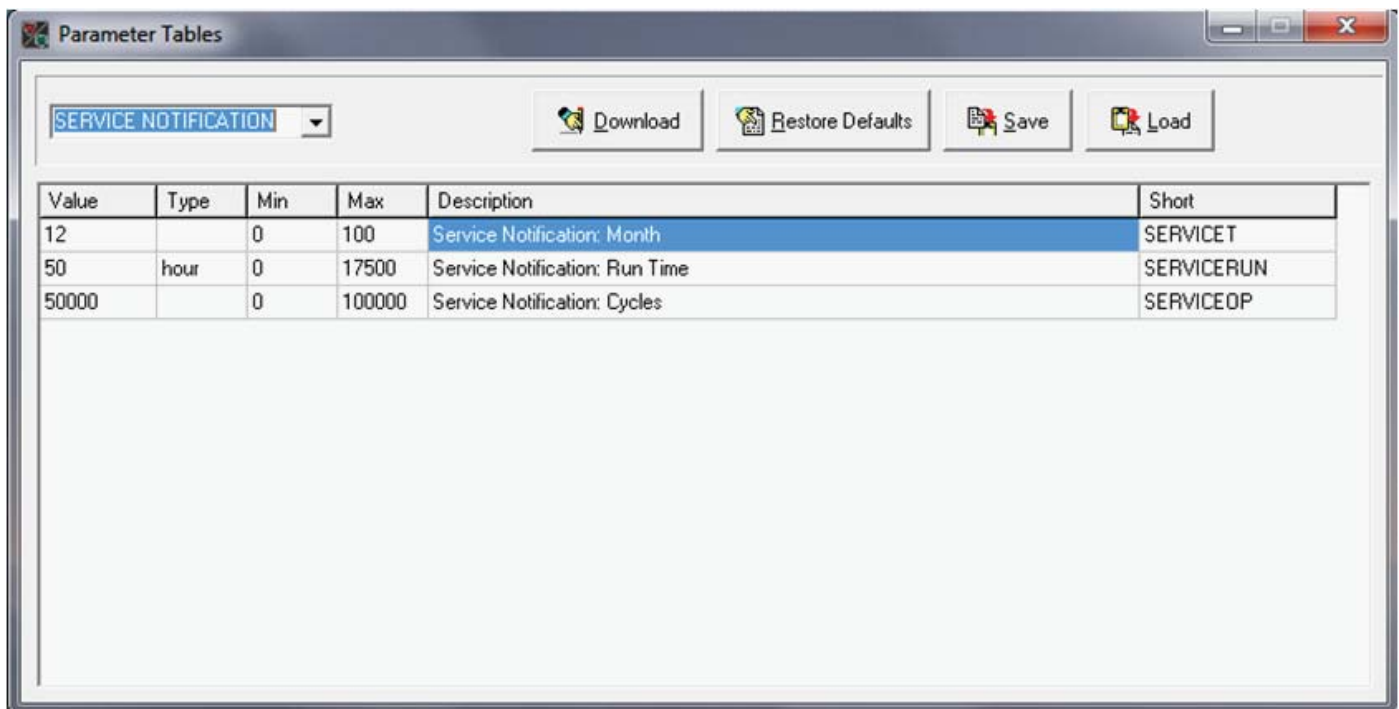 Parameter Tables
SERVICE NOTIFICATION Download Restore Defaults Save Load
Value Type Min Max Description Short
12 0 100 Service Notification: Month SERVICET
50 hour 0 17500 Service Notification: Run Time SERVICERUN
50000 0 100000 Service Notification: Cycles SERVICEOP